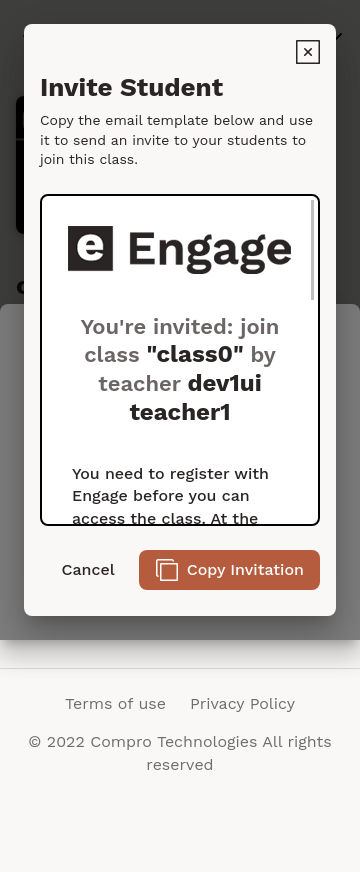 Invite Student
Copy the email template below and use
it to send an invite to your students to
join this class.
e Engage
You're invited: join
class "class0" by
teacher dev1ui
teacher1
You need to register with
Engage before you can
access the class. At the
Cancel
Copy Invitation
Terms of use Privacy Policy
© 2022 Compro Technologies All rights
reserved